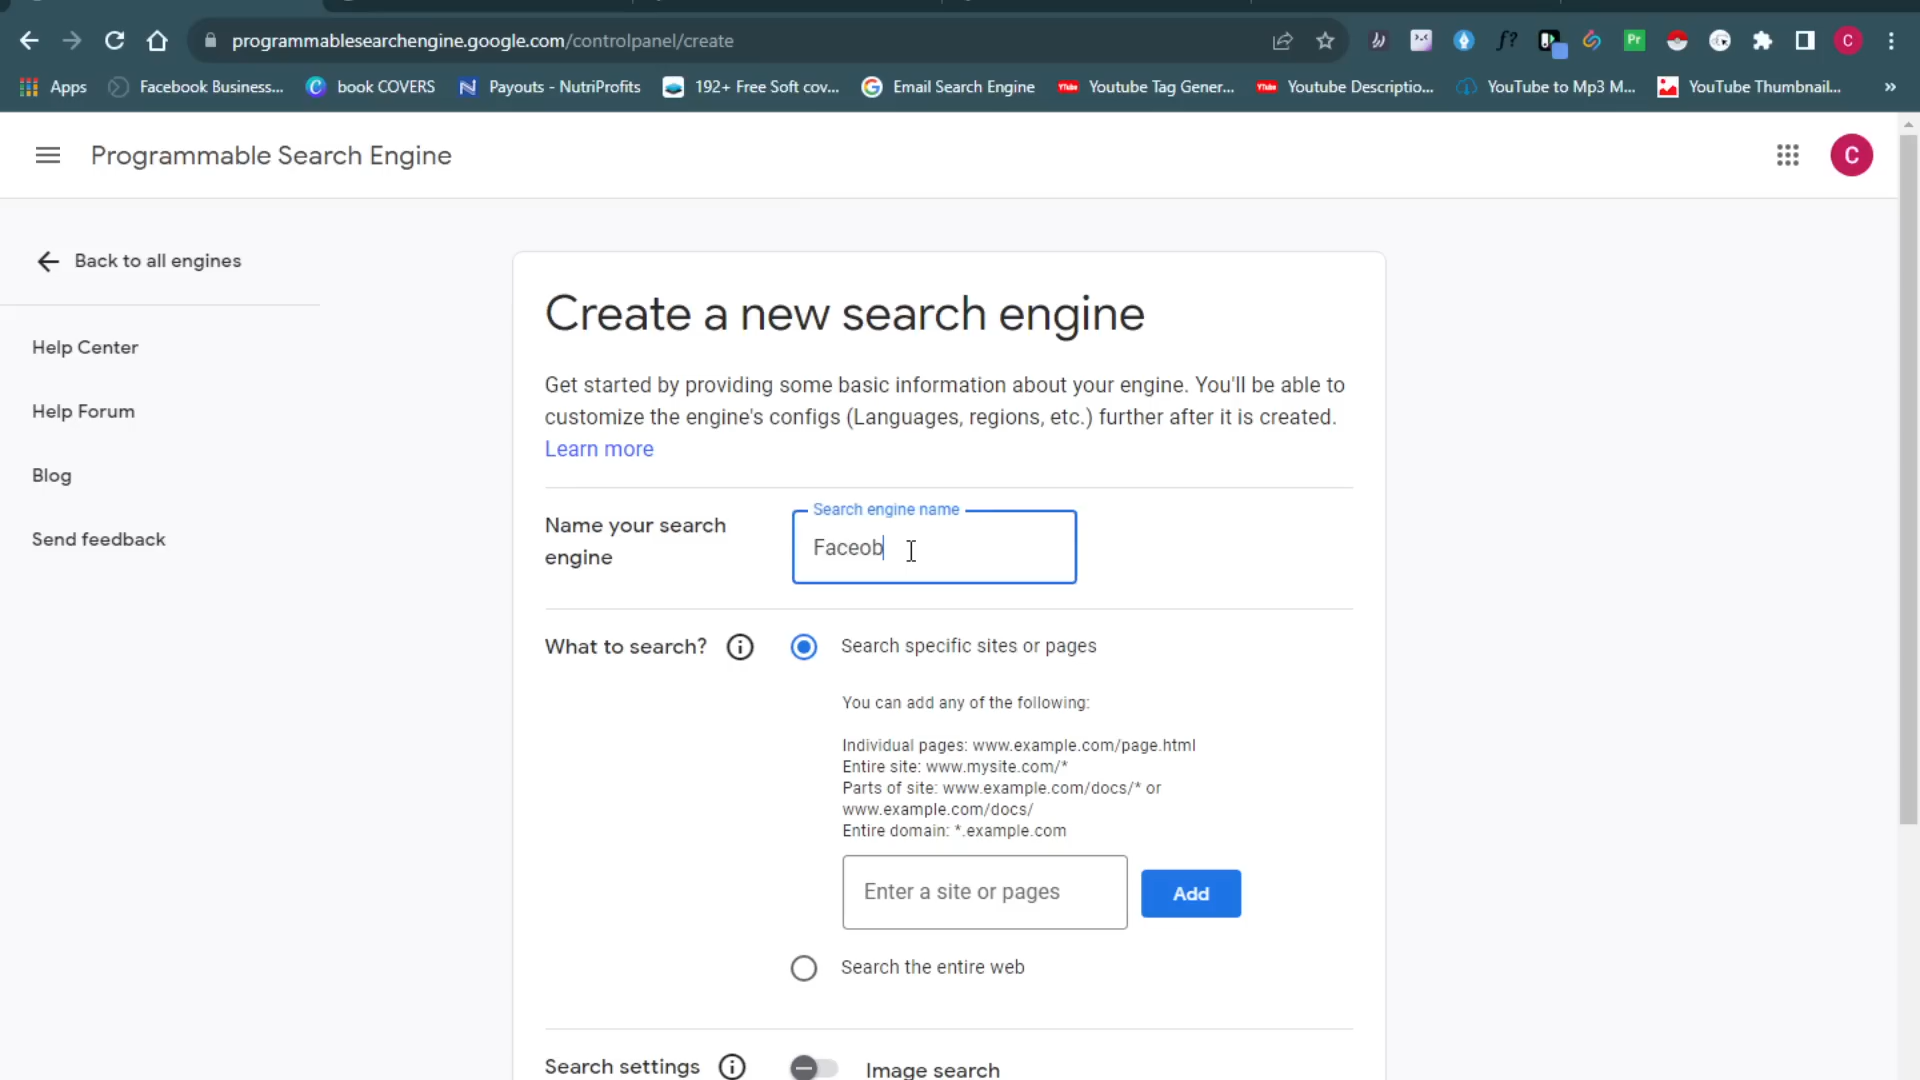 programmablesearchengine.google.com/controlpanel/create
Pr
C
Apps
Facebook Business...
book COVERS
Payouts - NutriProfits
192+ Free Soft cov...
Email Search Engine
Youtube Tag Gener...
Youtube Descriptio...
YouTube to Mp3 M...
YouTube Thumbnail...
»
Programmable Search Engine
C
Back to all engines
Help Center
Help Forum
Blog
Send feedback
Create a new search engine
Get started by providing some basic information about your engine. You'll be able to
customize the engine's configs (Languages, regions, etc.) further after it is created.
Learn more
Name your search
engine
Search engine name
Faceob
What to search?
Search specific sites or pages
You can add any of the following:
Individual pages: www.example.com/page.html
Entire site: www.mysite.com/*
Parts of site: www.example.com/docs/* or
www.example.com/docs/
Entire domain: *.example.com
Enter a site or pages
Add
Search the entire web
Search settings
Image search